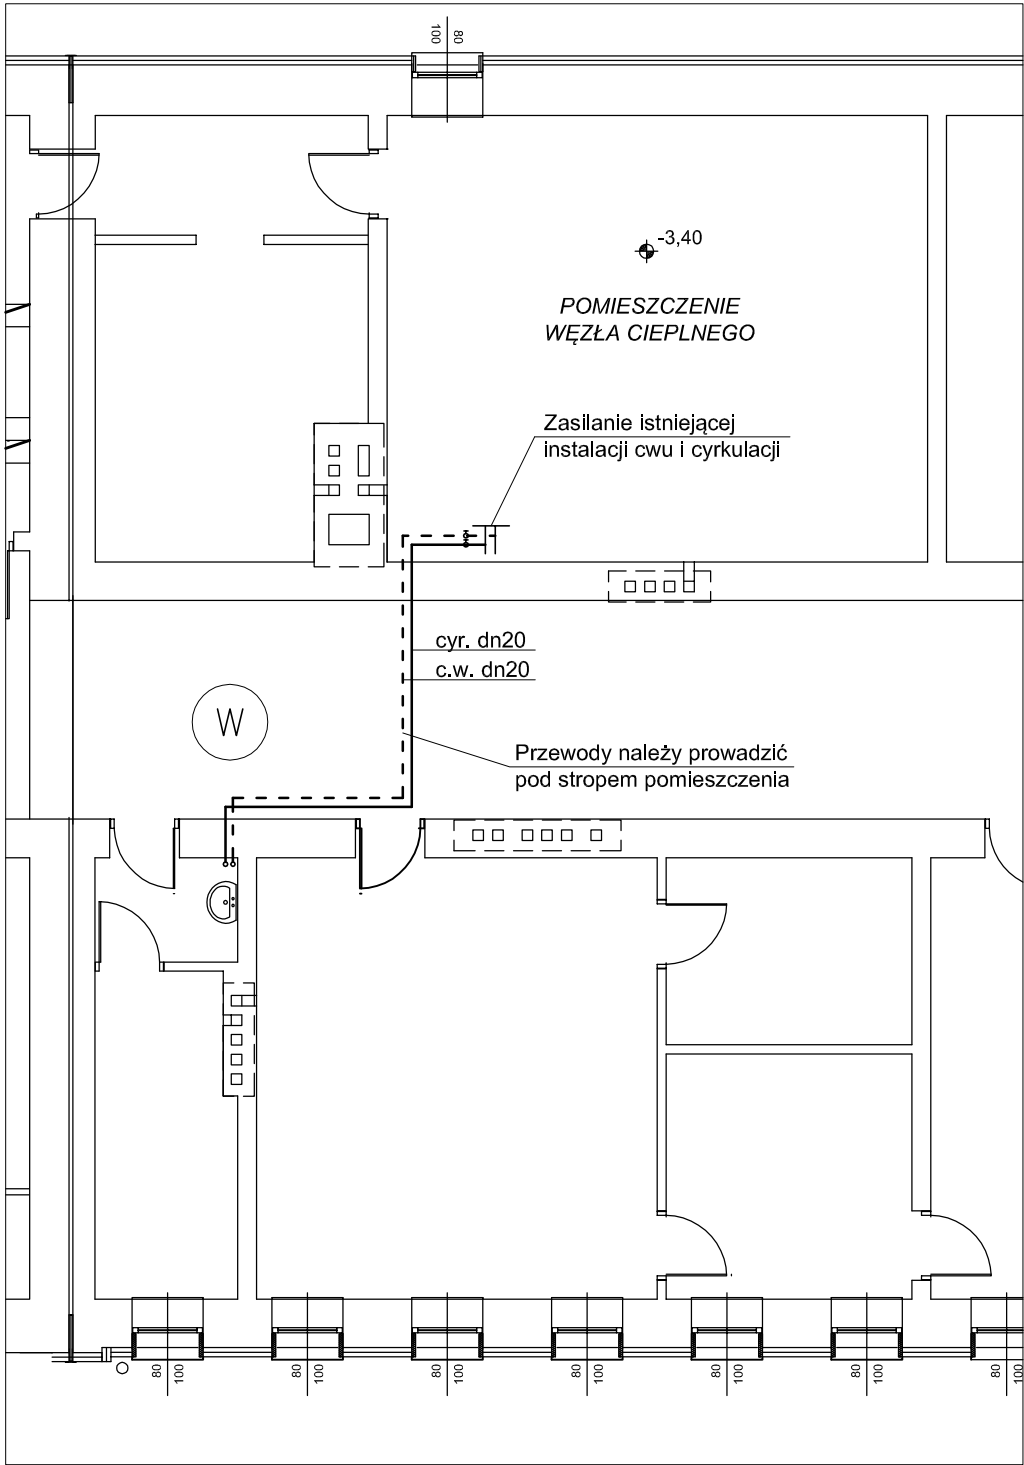 80
100
-3,40
POMIESZCZENIE
WĘZŁA CIEPLNEGO
Zasilanie istniejącej
instalacji cwu i cyrkulacji
cyr. dn20
c.w. dn20
W
Przewody należy prowadzić
pod stropem pomieszczenia
80
100
80
100
80
100
80
100
80
100
80
100
80
100